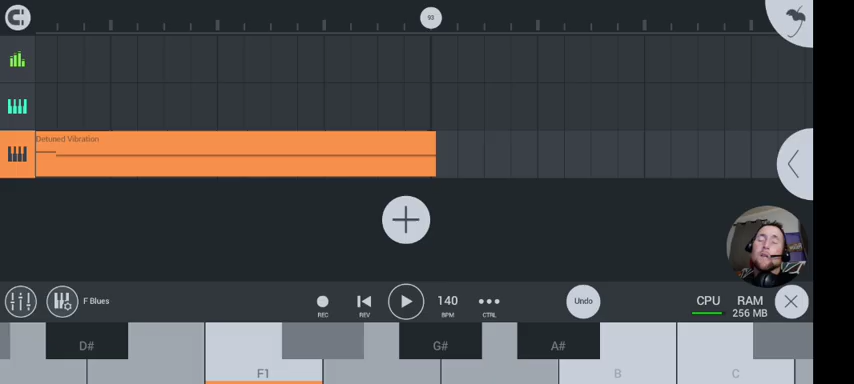 93
Detuned Vibration
F Blues
REC
REV
140
BPM
CTRL
Undo
CPU
RAM
256 MB
D#
G#
A#
F1
B
C